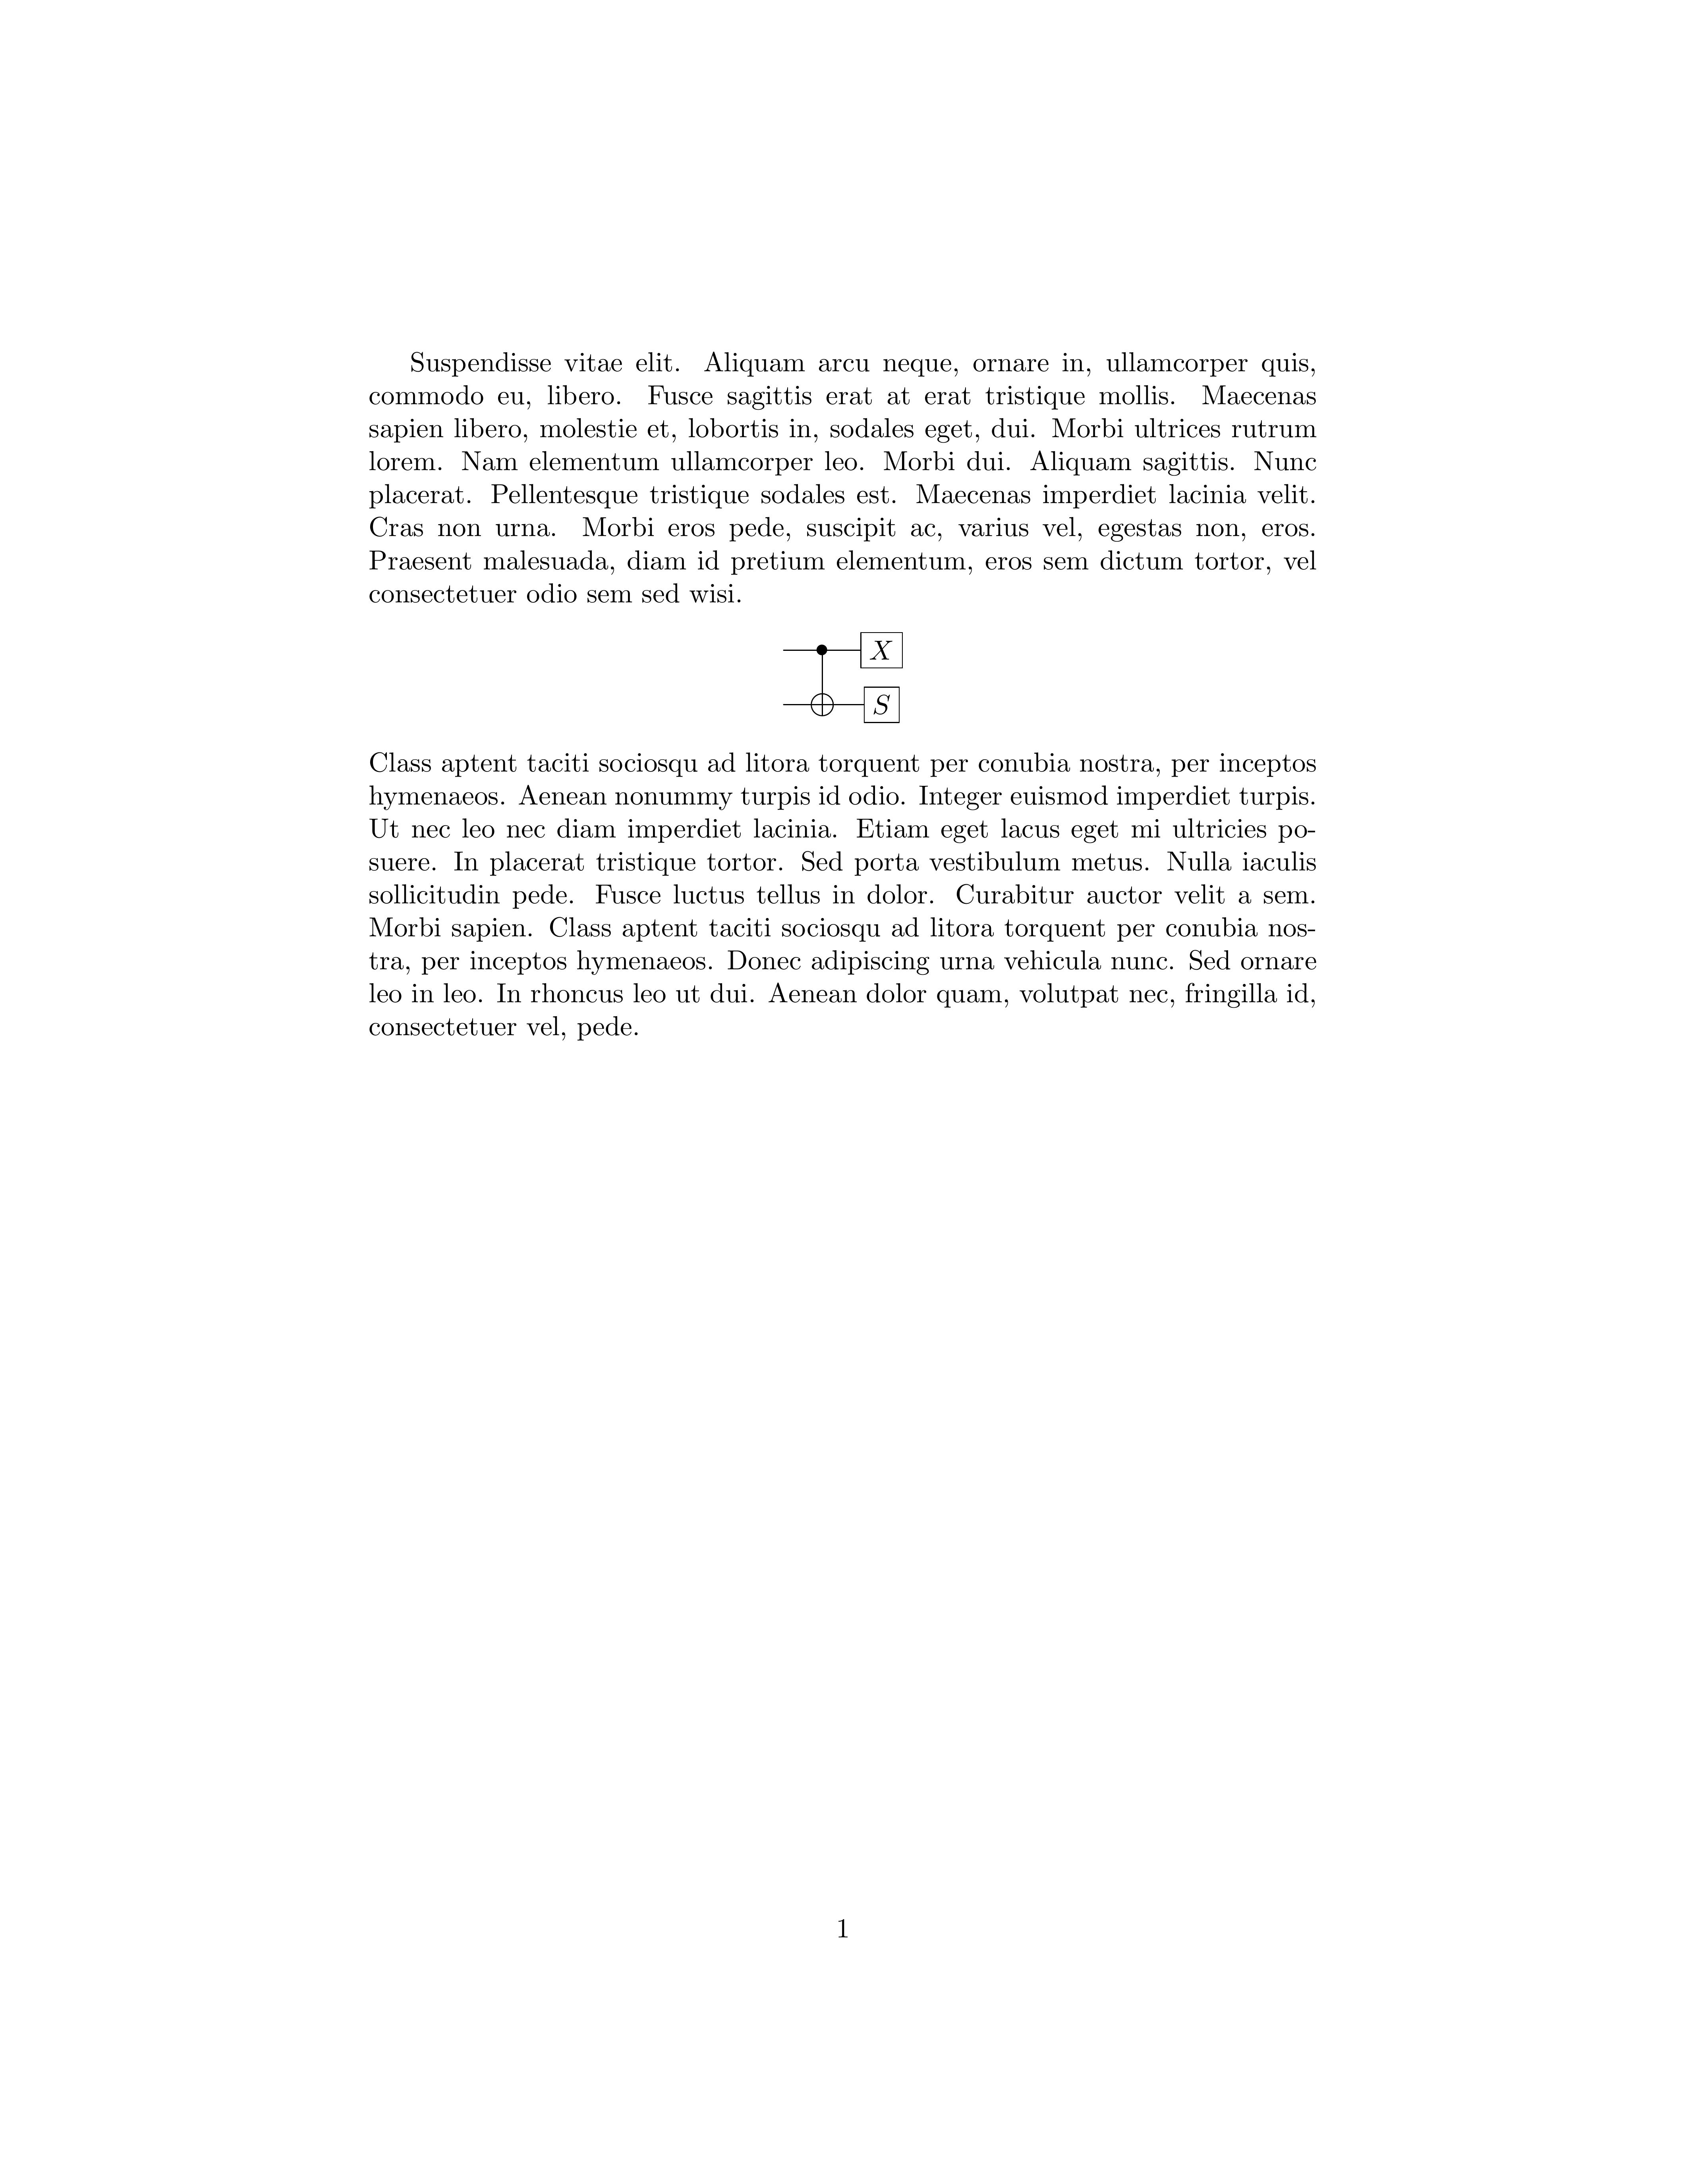 Suspendisse vitae elit. Aliquam arcu neque, ornare in, ullamcorper quis,
commodo eu, libero. Fusce sagittis erat at erat tristique mollis. Maecenas
sapien libero, molestie et, lobortis in, sodales eget, dui. Morbi ultrices rutrum
lorem. Nam elementum ullamcorper leo. Morbi dui. Aliquam sagittis. Nunc
placerat. Pellentesque tristique sodales est. Maecenas imperdiet lacinia velit.
Cras non urna. Morbi eros pede, suscipit ac, varius vel, egestas non, eros.
Praesent malesuada, diam id pretium elementum, eros sem dictum tortor, vel
consectetuer odio sem sed wisi.
X
S
Class aptent taciti sociosqu ad litora torquent per conubia nostra, per inceptos
hymenaeos. Aenean nonummy turpis id odio. Integer euismod imperdiet turpis.
Ut nec leo nec diam imperdiet lacinia. Etiam eget lacus eget mi ultricies po-
suere. In placerat tristique tortor. Sed porta vestibulum metus. Nulla iaculis
sollicitudin pede. Fusce luctus tellus in dolor. Curabitur auctor velit a sem.
Morbi sapien. Class aptent taciti sociosqu ad litora torquent per conubia nos-
tra, per inceptos hymenaeos. Donec adipiscing urna vehicula nunc. Sed ornare
leo in leo. In rhoncus leo ut dui. Aenean dolor quam, volutpat nec, fringilla id,
consectetuer vel, pede.
1